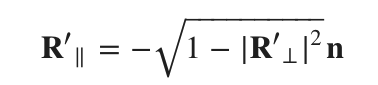 𝐑′∥ = −√(1 − |𝐑′⊥|²) 𝐧